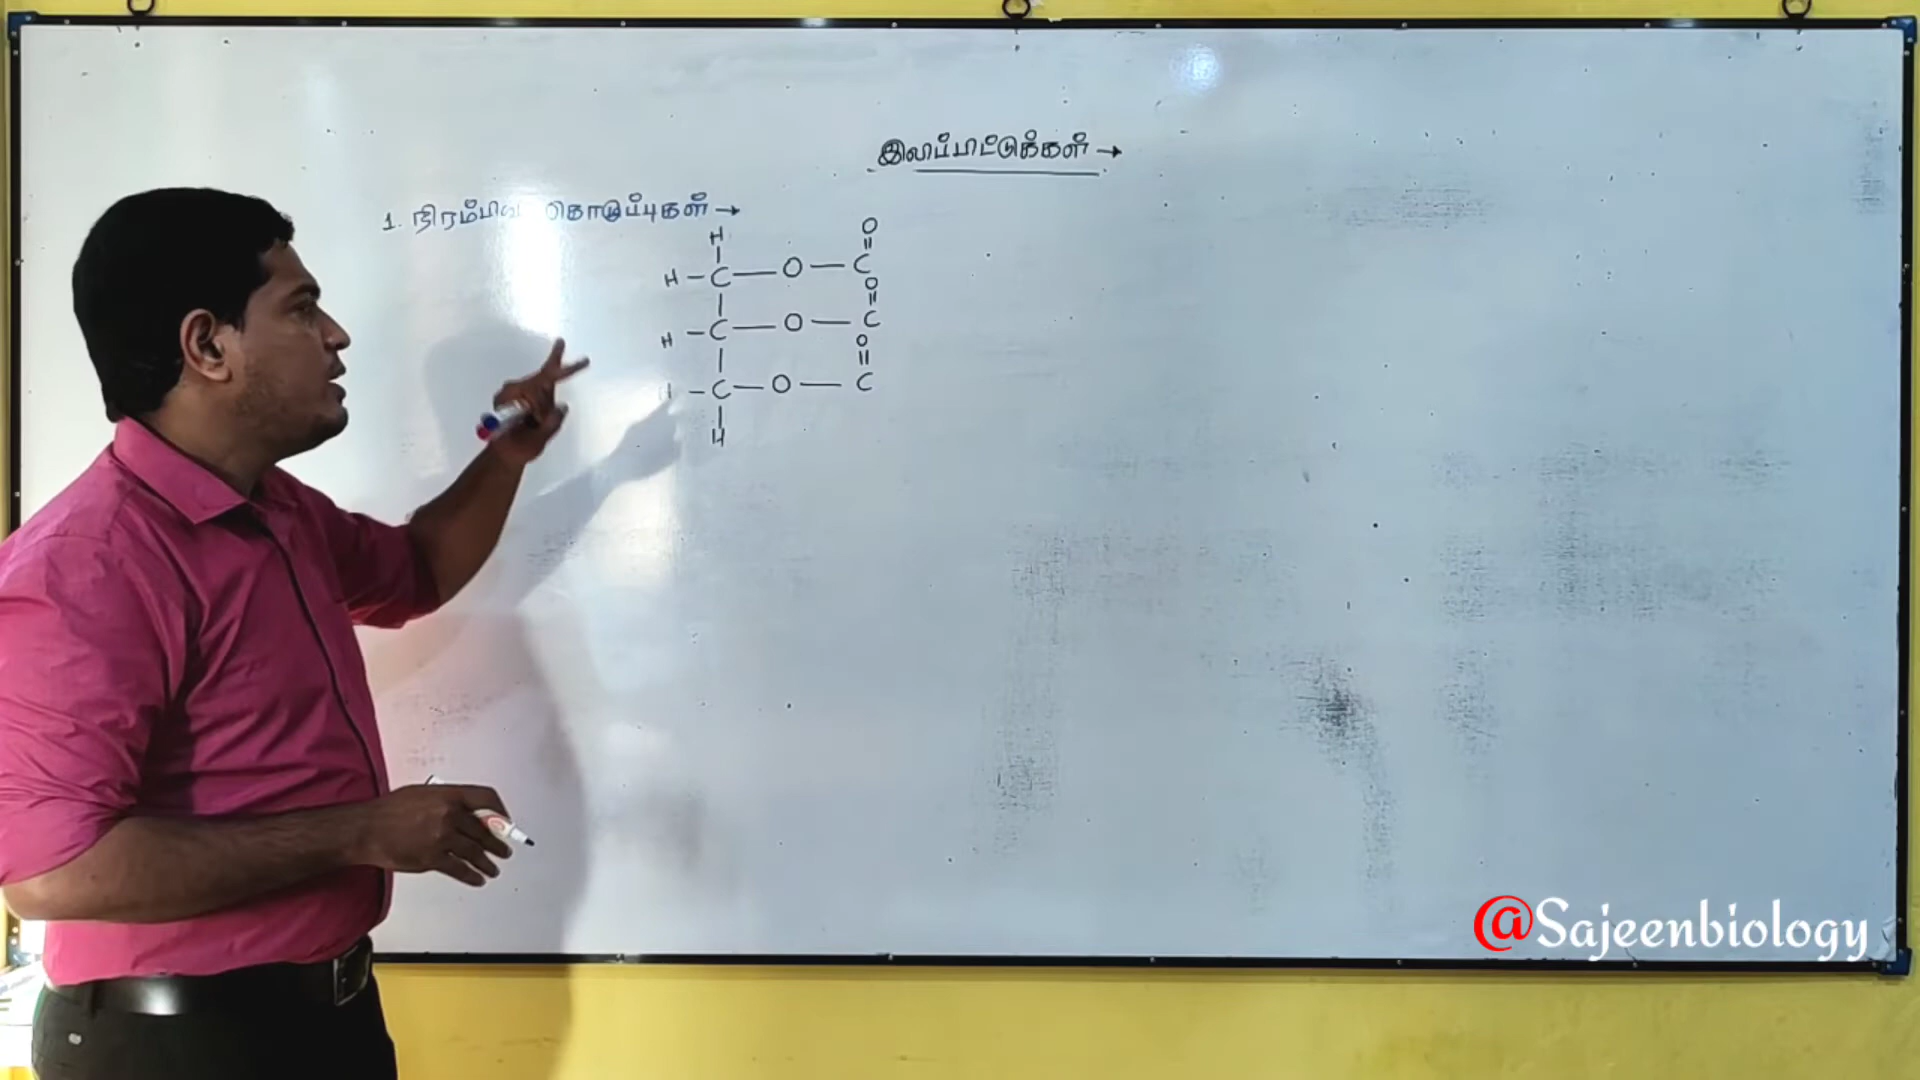 இலிப்பிட்டுக்கள் →
1. நிரம்பிய கொழுப்புகள் →
H O
H – C — O — C
O
H – C — O — C
O
H – C — O — C
H
@Sajeenbiology